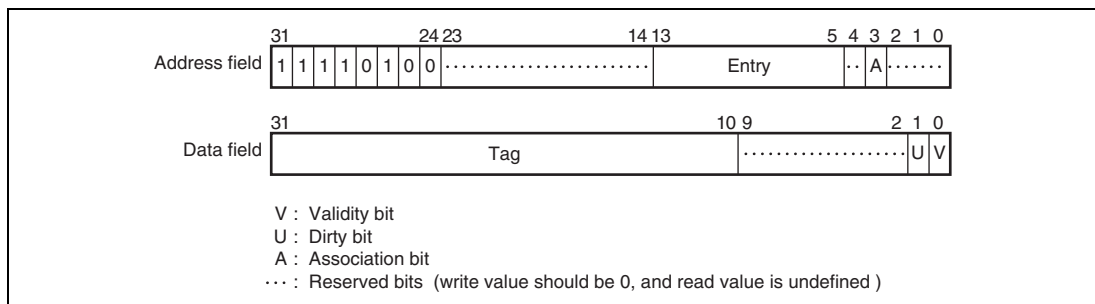 31 24 23 14 13 5 4 3 2 1 0
Address field 1 1 1 1 0 1 0 0 ........................ Entry .. A .......
31 10 9 2 1 0
Data field Tag ................... U V
V : Validity bit
U : Dirty bit
A : Association bit
··· : Reserved bits (write value should be 0, and read value is undefined )